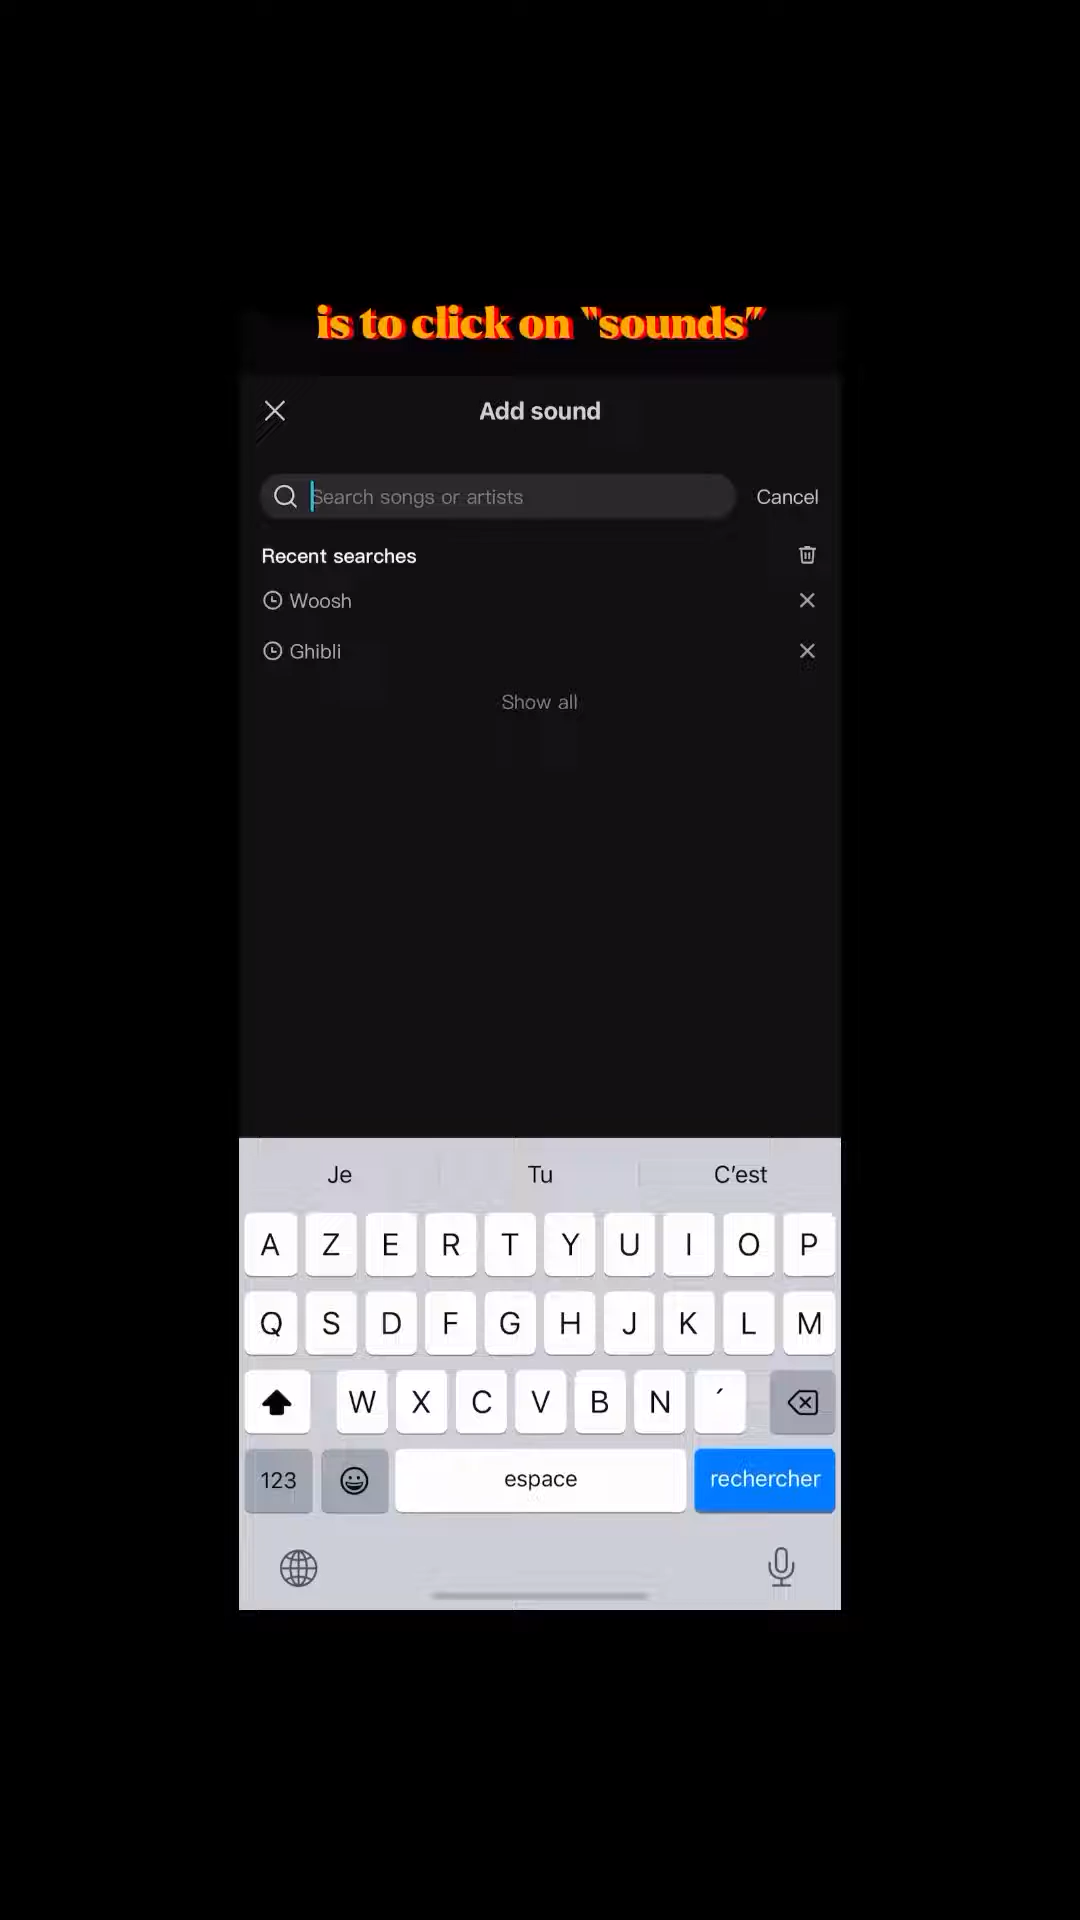 is to click on "sounds"
Add sound
Search songs or artists
Cancel
Recent searches
Woosh
Ghibli
Show all
Je Tu C'est
A Z E R T Y U I O P
Q S D F G H J K L M
W X C V B N ´
123 espace rechercher